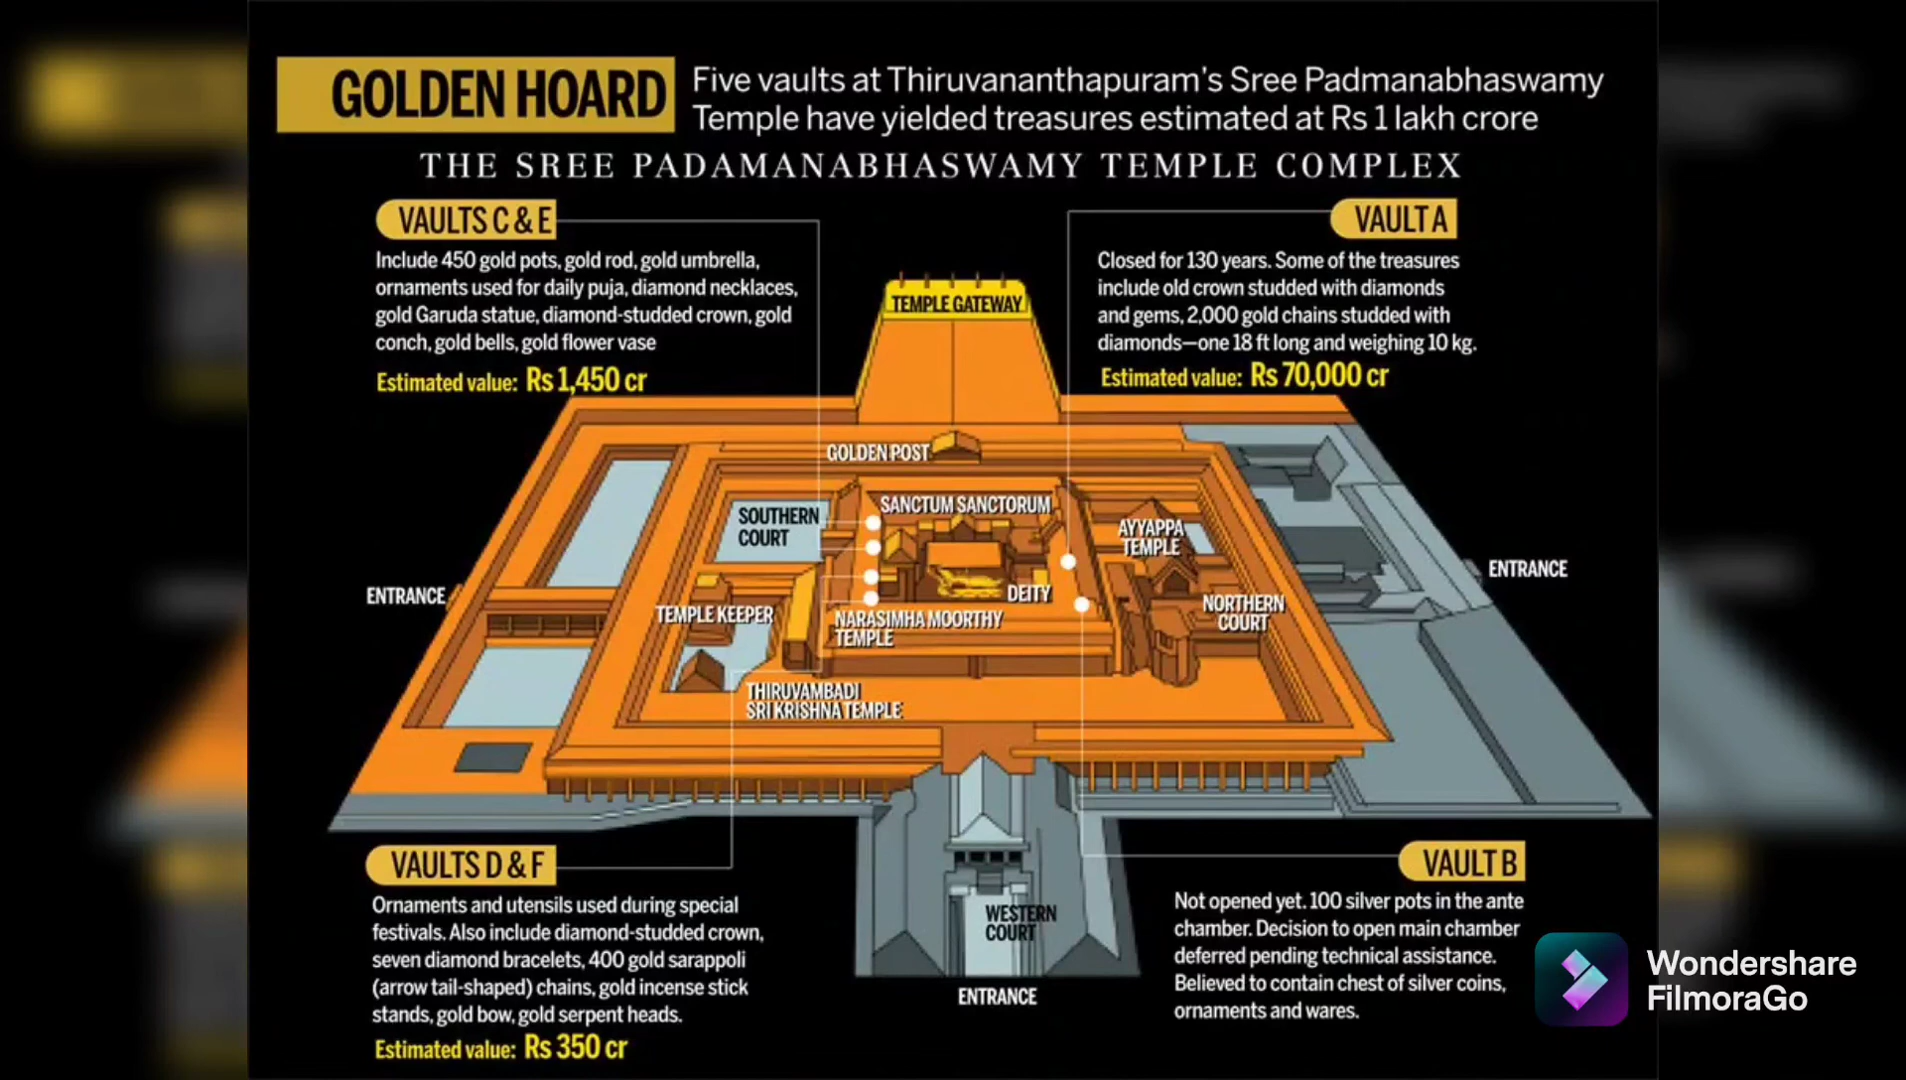 GOLDEN HOARD
Five vaults at Thiruvananthapuram's Sree Padmanabhaswamy
Temple have yielded treasures estimated at Rs 1 lakh crore
THE SREE PADAMANABHASWAMY TEMPLE COMPLEX
VAULTS C & E
Include 450 gold pots, gold rod, gold umbrella,
ornaments used for daily puja, diamond necklaces,
gold Garuda statue, diamond-studded crown, gold
conch, gold bells, gold flower vase
Estimated value: Rs 1,450 cr
VAULT A
Closed for 130 years. Some of the treasures
include old crown studded with diamonds
and gems, 2,000 gold chains studded with
diamonds—one 18 ft long and weighing 10 kg.
Estimated value: Rs 70,000 cr
TEMPLE GATEWAY
GOLDEN POST
SANCTUM SANCTORUM
SOUTHERN
COURT
AYYAPPA
TEMPLE
ENTRANCE
ENTRANCE
TEMPLE KEEPER
DEITY
NARASIMHA MOORTHY
TEMPLE
NORTHERN
COURT
THIRUVAMBADI
SRI KRISHNA TEMPLE
VAULTS D & F
Ornaments and utensils used during special
festivals. Also include diamond-studded crown,
seven diamond bracelets, 400 gold sarappoli
(arrow tail-shaped) chains, gold incense stick
stands, gold bow, gold serpent heads.
Estimated value: Rs 350 cr
WESTERN
COURT
ENTRANCE
VAULT B
Not opened yet. 100 silver pots in the ante
chamber. Decision to open main chamber
deferred pending technical assistance.
Believed to contain chest of silver coins,
ornaments and wares.
Wondershare
FilmoraGo